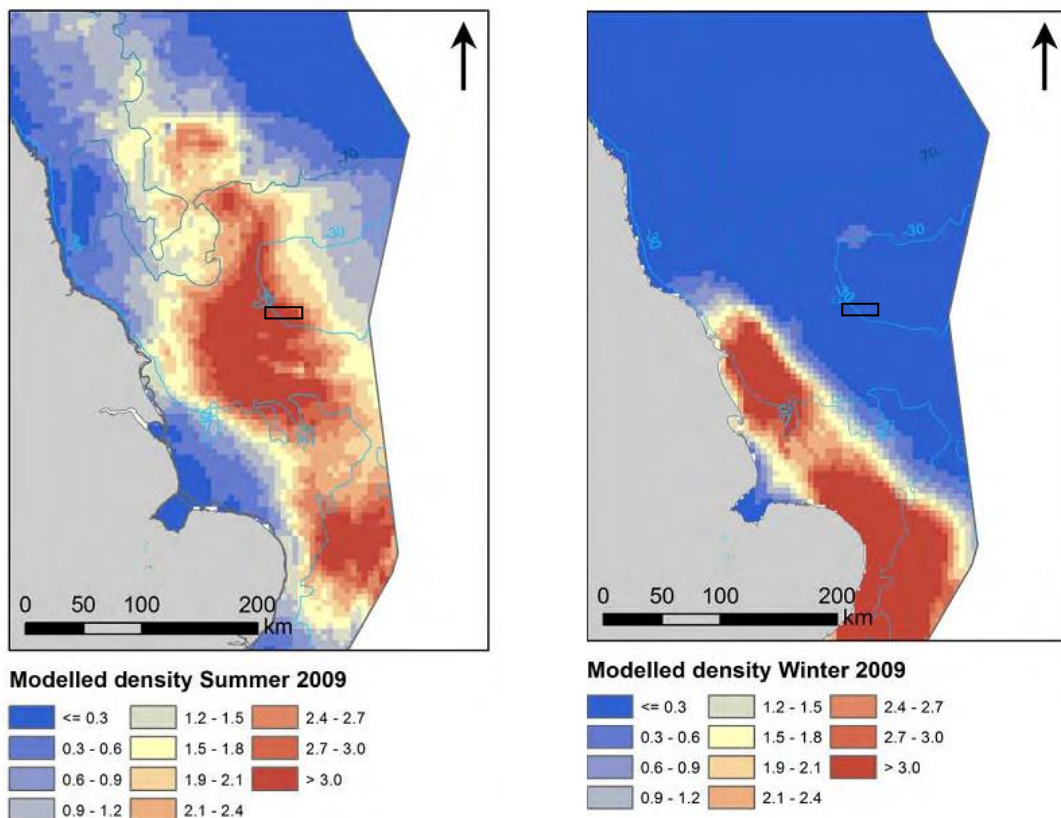 -70
-30
0 50 100 200
km
Modelled density Summer 2009
<= 0.3 1.2 - 1.5 2.4 - 2.7
0.3 - 0.6 1.5 - 1.8 2.7 - 3.0
0.6 - 0.9 1.9 - 2.1 > 3.0
0.9 - 1.2 2.1 - 2.4
-70
-30
0 50 100 200
km
Modelled density Winter 2009
<= 0.3 1.2 - 1.5 2.4 - 2.7
0.3 - 0.6 1.5 - 1.8 2.7 - 3.0
0.6 - 0.9 1.9 - 2.1 > 3.0
0.9 - 1.2 2.1 - 2.4